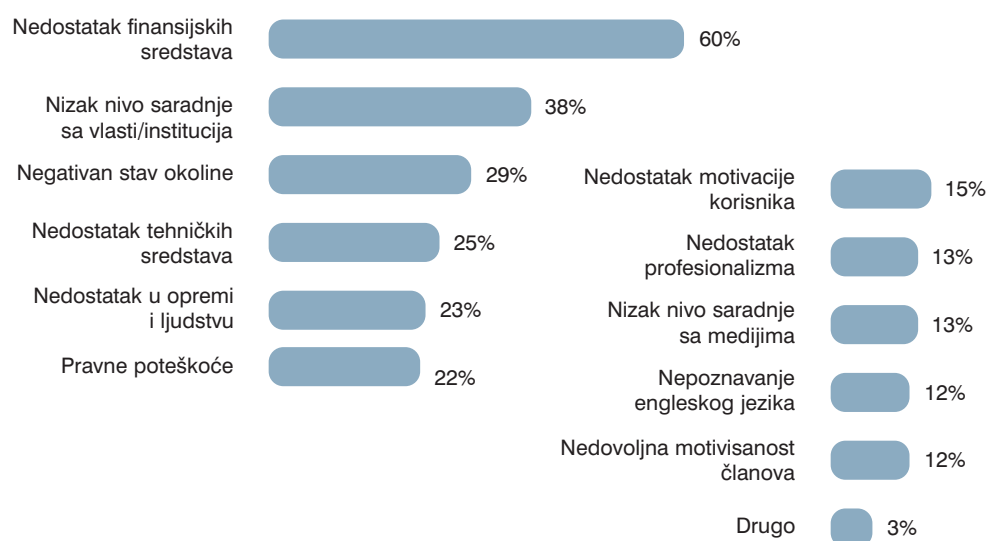 Nedostatak finansijskih
sredstava
60%
Nizak nivo saradnje
sa vlasti/institucija
38%
Negativan stav okoline
29%
Nedostatak tehničkih
sredstava
25%
Nedostatak u opremi
i ljudstvu
23%
Pravne poteškoće
22%
Nedostatak motivacije
korisnika
15%
Nedostatak
profesionalizma
13%
Nizak nivo saradnje
sa medijima
13%
Nepoznavanje
engleskog jezika
12%
Nedovoljna motivisanost
članova
12%
Drugo
3%